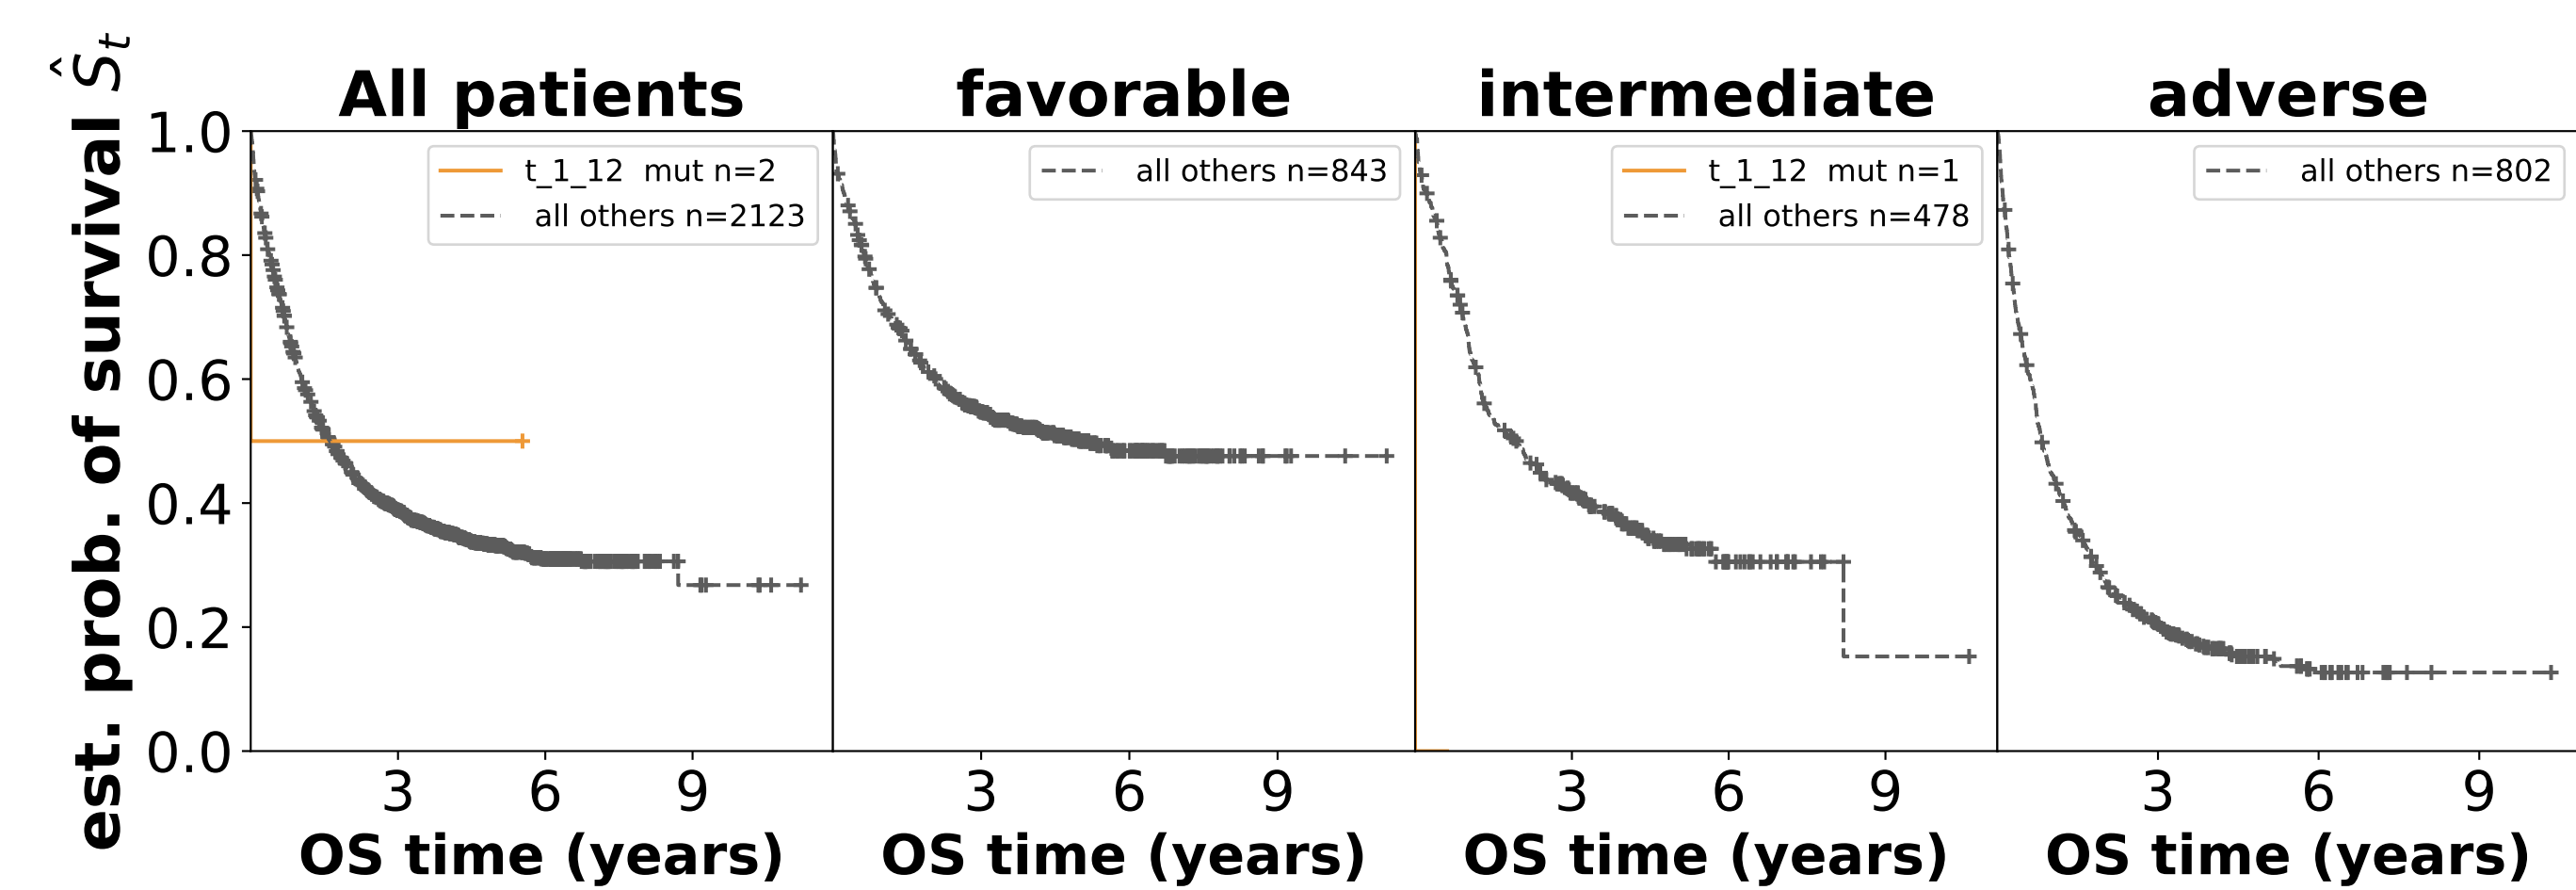 est. prob. of survival Ŝt
All patients
favorable
intermediate
adverse
1.0
0.8
0.6
0.4
0.2
0.0
t_1_12  mut n=2
all others n=2123
all others n=843
t_1_12  mut n=1
all others n=478
all others n=802
3 6 9
3 6 9
3 6 9
3 6 9
OS time (years)
OS time (years)
OS time (years)
OS time (years)